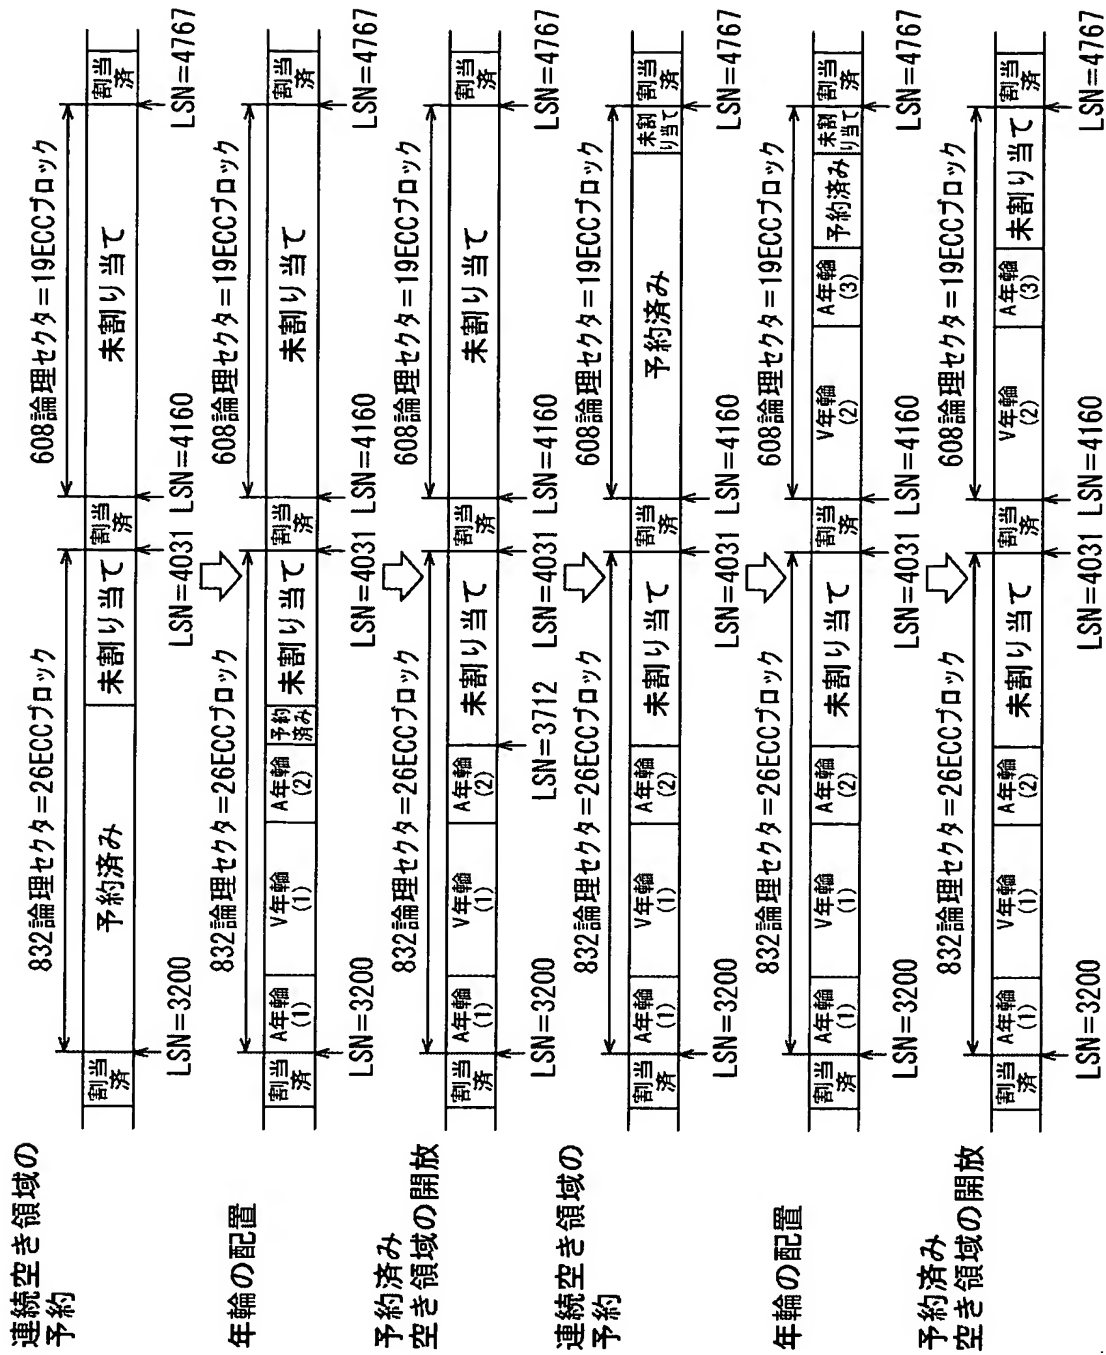 連続空き領域の
予約
832論理セクタ=26ECCブロック
608論理セクタ=19ECCブロック
割当
済
予約済み
未割り当て
割当
済
未割り当て
割当
済
LSN=3200
LSN=4031
LSN=4160
LSN=4767
年輪の配置
832論理セクタ=26ECCブロック
608論理セクタ=19ECCブロック
割当
済
A年輪
(1)
V年輪
(1)
A年輪
(2)
予約
済み
未割り当て
割当
済
未割り当て
割当
済
LSN=3200
LSN=4031
LSN=4160
LSN=4767
予約済み
空き領域の開放
832論理セクタ=26ECCブロック
608論理セクタ=19ECCブロック
割当
済
A年輪
(1)
V年輪
(1)
A年輪
(2)
未割り当て
割当
済
未割り当て
割当
済
LSN=3200
LSN=3712
LSN=4031
LSN=4160
LSN=4767
連続空き領域の
予約
832論理セクタ=26ECCブロック
608論理セクタ=19ECCブロック
割当
済
A年輪
(1)
V年輪
(1)
A年輪
(2)
未割り当て
割当
済
予約済み
未割
り当て
割当
済
LSN=3200
LSN=4031
LSN=4160
LSN=4767
年輪の配置
832論理セクタ=26ECCブロック
608論理セクタ=19ECCブロック
割当
済
A年輪
(1)
V年輪
(1)
A年輪
(2)
未割り当て
割当
済
V年輪
(2)
A年輪
(3)
予約済み
未割
り当て
割当
済
LSN=3200
LSN=4031
LSN=4160
LSN=4767
予約済み
空き領域の開放
832論理セクタ=26ECCブロック
608論理セクタ=19ECCブロック
割当
済
A年輪
(1)
V年輪
(1)
A年輪
(2)
未割り当て
割当
済
V年輪
(2)
A年輪
(3)
未割り当て
割当
済
LSN=3200
LSN=4031
LSN=4160
LSN=4767